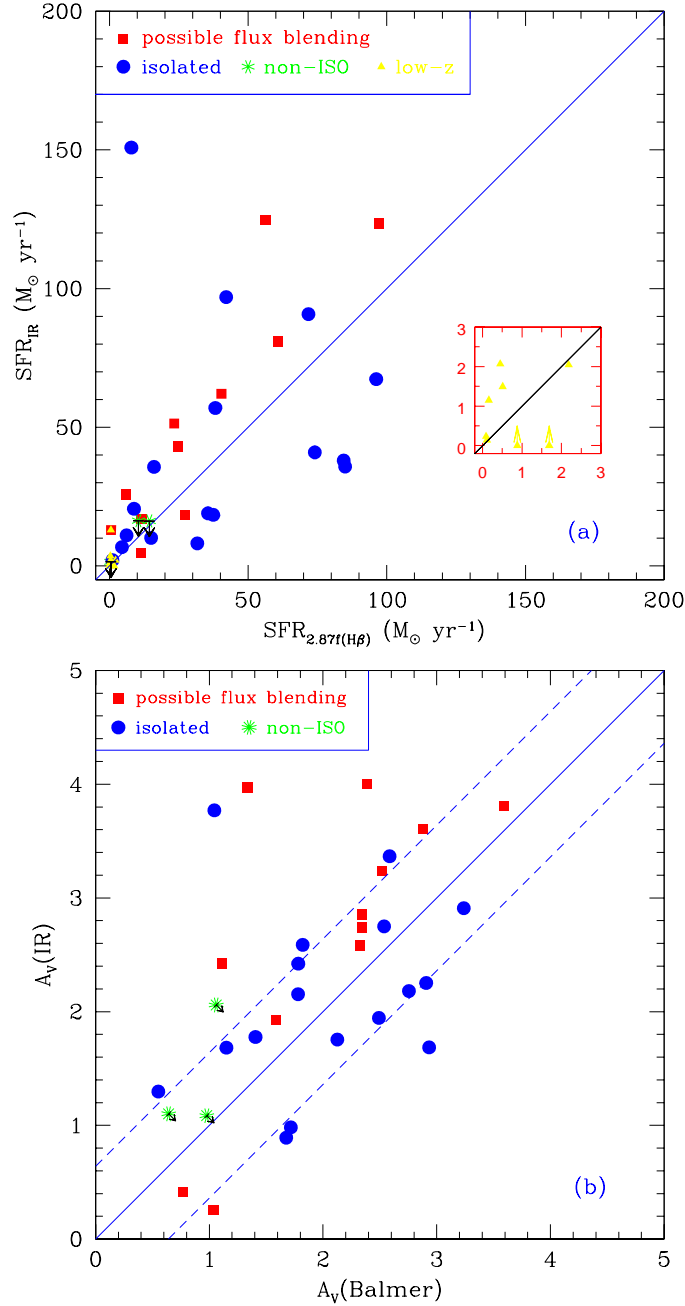 200
possible flux blending
isolated non-ISO low-z
150
SFR_IR (M⊙ yr⁻¹)
100
3
2
1
0
0 1 2 3
50
(a)
0
0 50 100 150 200
SFR_2.87f(Hβ) (M⊙ yr⁻¹)
5
possible flux blending
isolated non-ISO
4
3
A_V(IR)
2
1
(b)
0
0 1 2 3 4 5
A_V(Balmer)